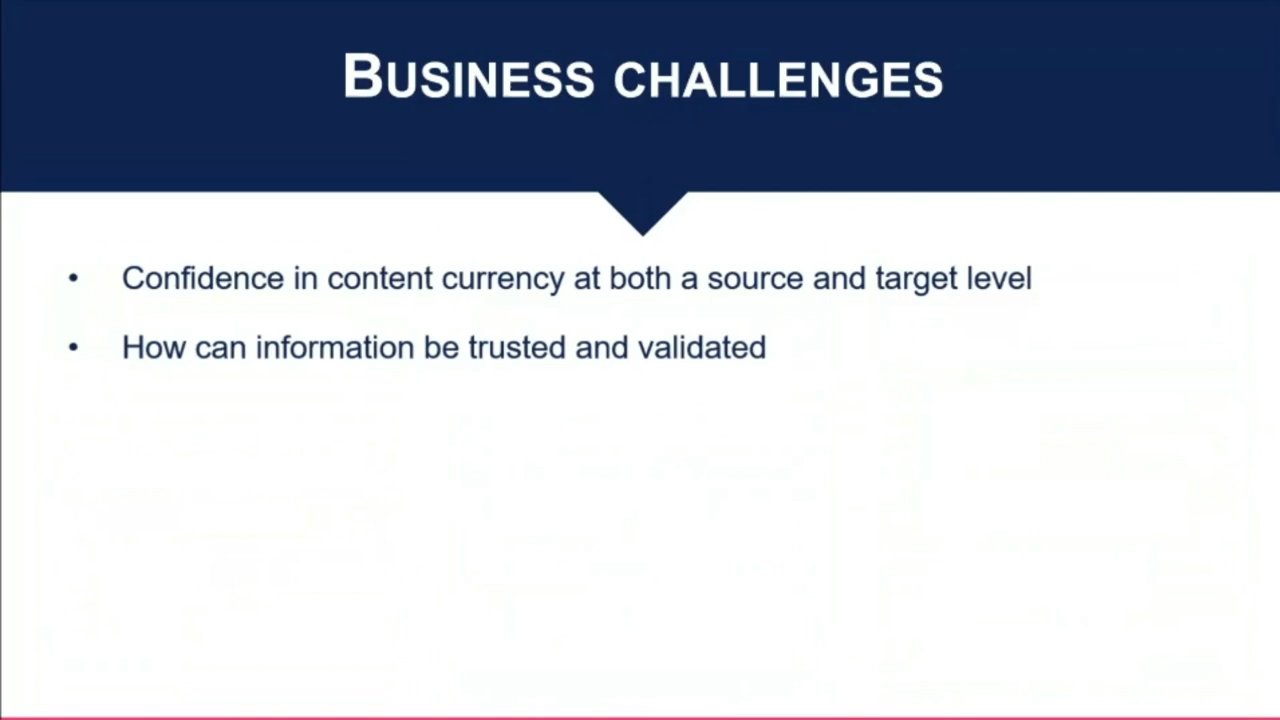 BUSINESS CHALLENGES
• Confidence in content currency at both a source and target level
• How can information be trusted and validated